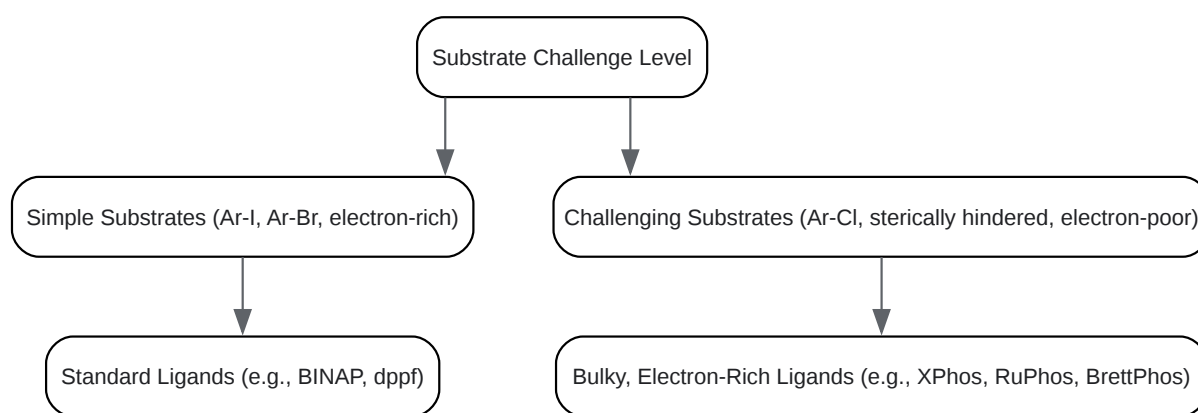 Substrate Challenge Level
Simple Substrates (Ar-I, Ar-Br, electron-rich)
Challenging Substrates (Ar-Cl, sterically hindered, electron-poor)
Standard Ligands (e.g., BINAP, dppf)
Bulky, Electron-Rich Ligands (e.g., XPhos, RuPhos, BrettPhos)